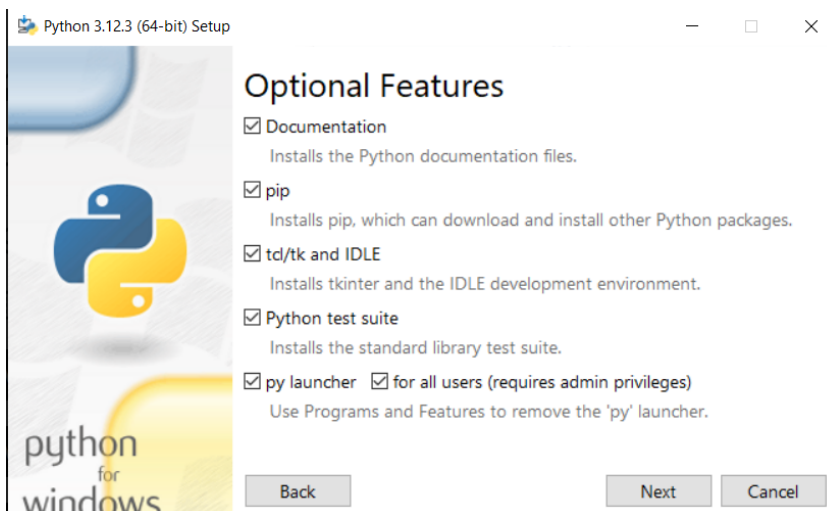 Python 3.12.3 (64-bit) Setup
Optional Features
Documentation
Installs the Python documentation files.
pip
Installs pip, which can download and install other Python packages.
tcl/tk and IDLE
Installs tkinter and the IDLE development environment.
Python test suite
Installs the standard library test suite.
py launcher for all users (requires admin privileges)
Use Programs and Features to remove the 'py' launcher.
python
for
windows
Back Next Cancel